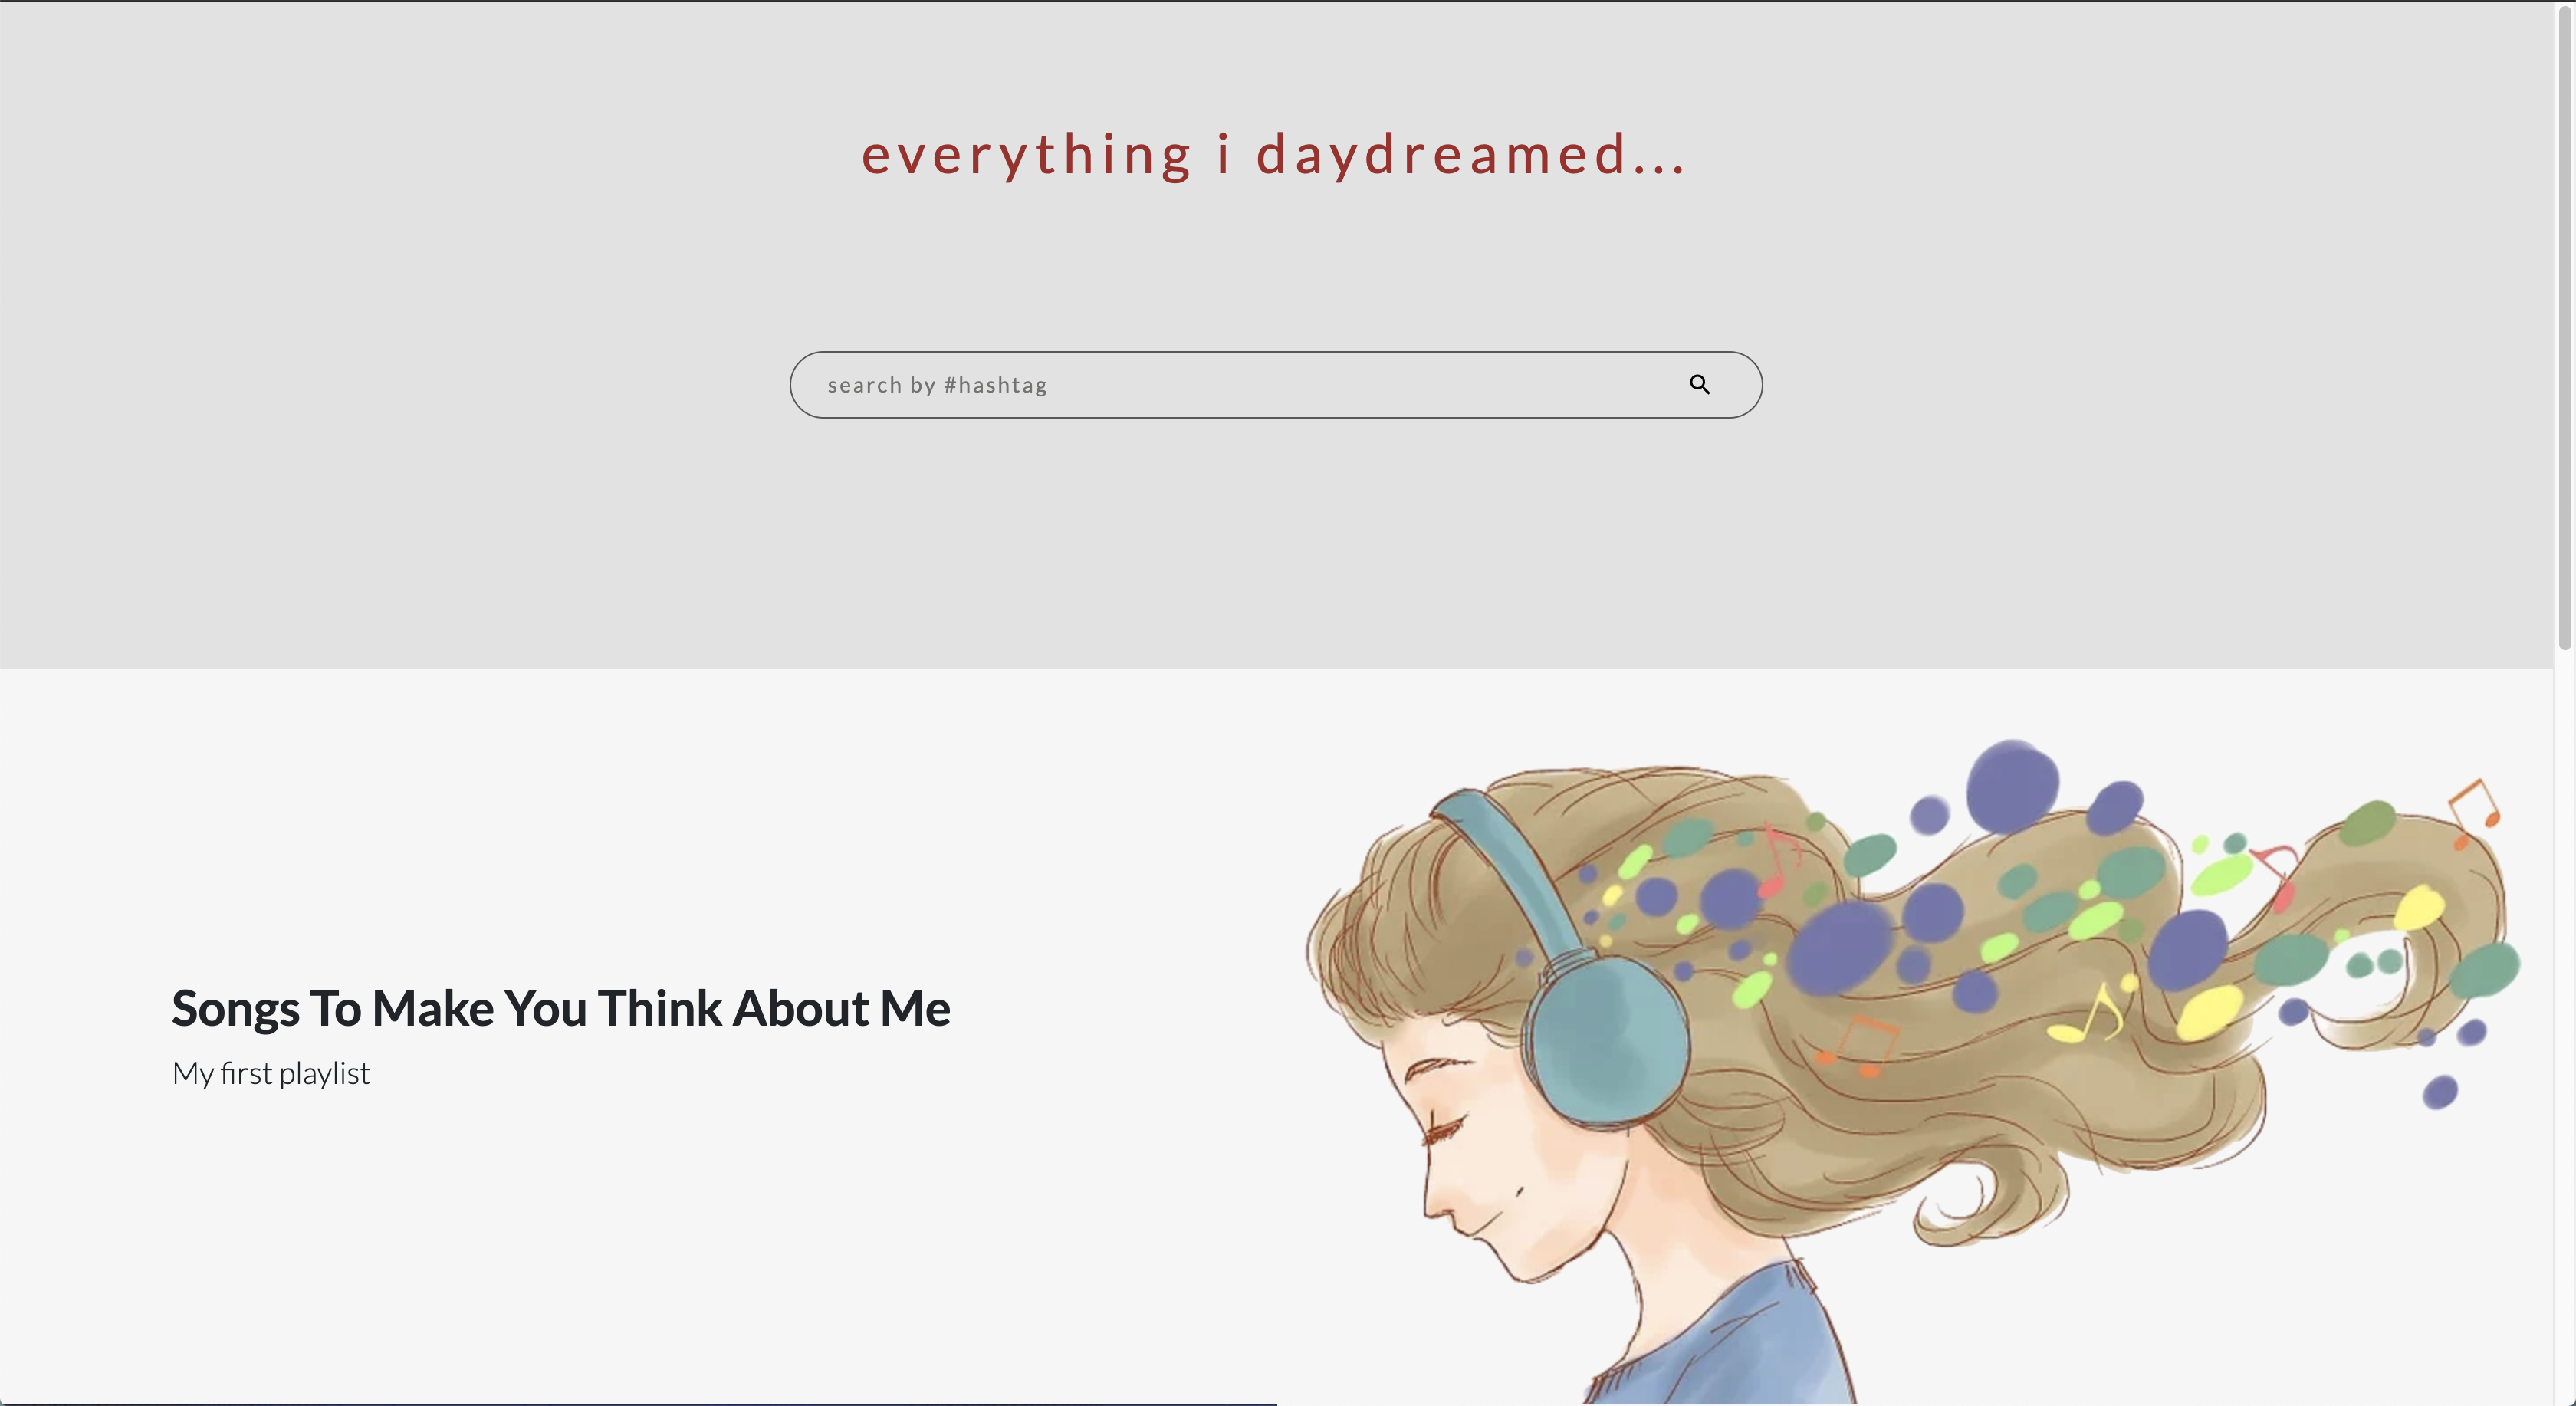 everything i daydreamed...
search by #hashtag
Songs To Make You Think About Me
My first playlist